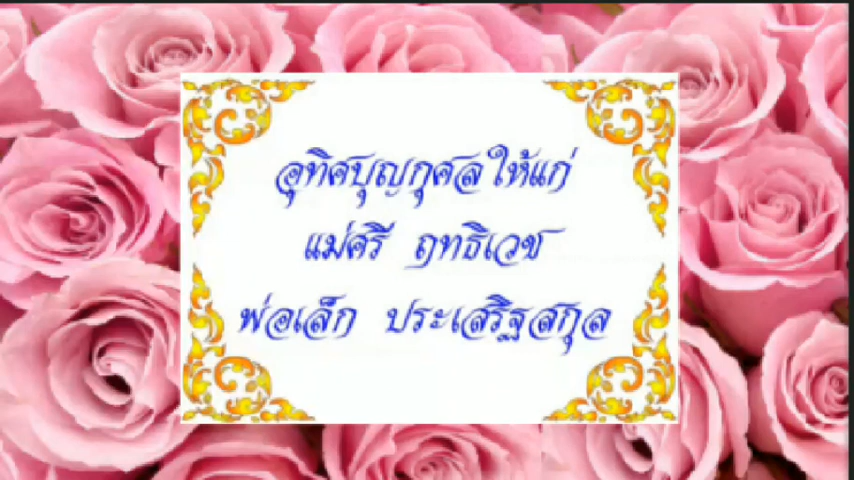 อุทิศบุญกุศลให้แก่
แม่ศรี ฤทธิเวช
พ่อเล็ก ประเสริฐสกุล